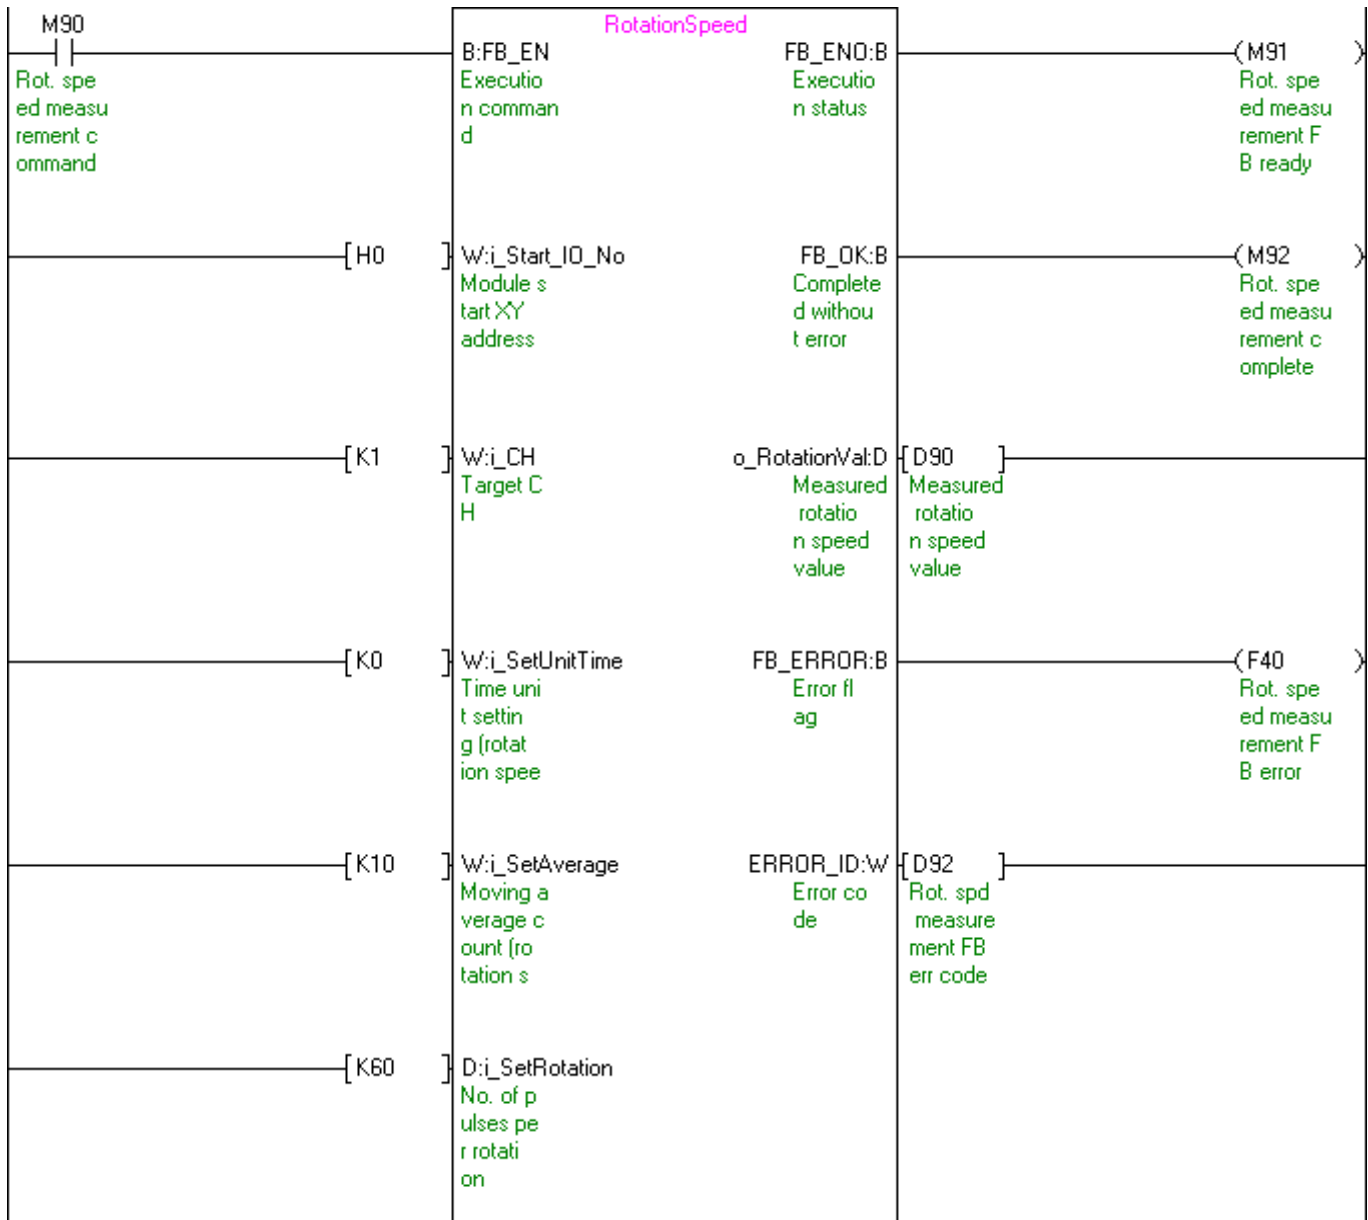 M90
RotationSpeed
B:FB_EN
FB_ENO:B
(M91 )
Rot. spe
ed measu
rement c
ommand
Executio
n comman
d
Executio
n status
Rot. spe
ed measu
rement F
B ready
[H0 ]
W:i_Start_IO_No
FB_OK:B
(M92 )
Module s
tart XY
address
Complete
d withou
t error
Rot. spe
ed measu
rement c
omplete
[K1 ]
W:i_CH
o_RotationVal:D
[D90 ]
Target C
H
Measured
rotatio
n speed
value
Measured
rotatio
n speed
value
[K0 ]
W:i_SetUnitTime
FB_ERROR:B
(F40 )
Time uni
t settin
g (rotat
ion spee
Error fl
ag
Rot. spe
ed measu
rement F
B error
[K10 ]
W:i_SetAverage
ERROR_ID:W
[D92 ]
Moving a
verage c
ount (ro
tation s
Error co
de
Rot. spd
measure
ment FB
err code
[K60 ]
D:i_SetRotation
No. of p
ulses pe
r rotati
on